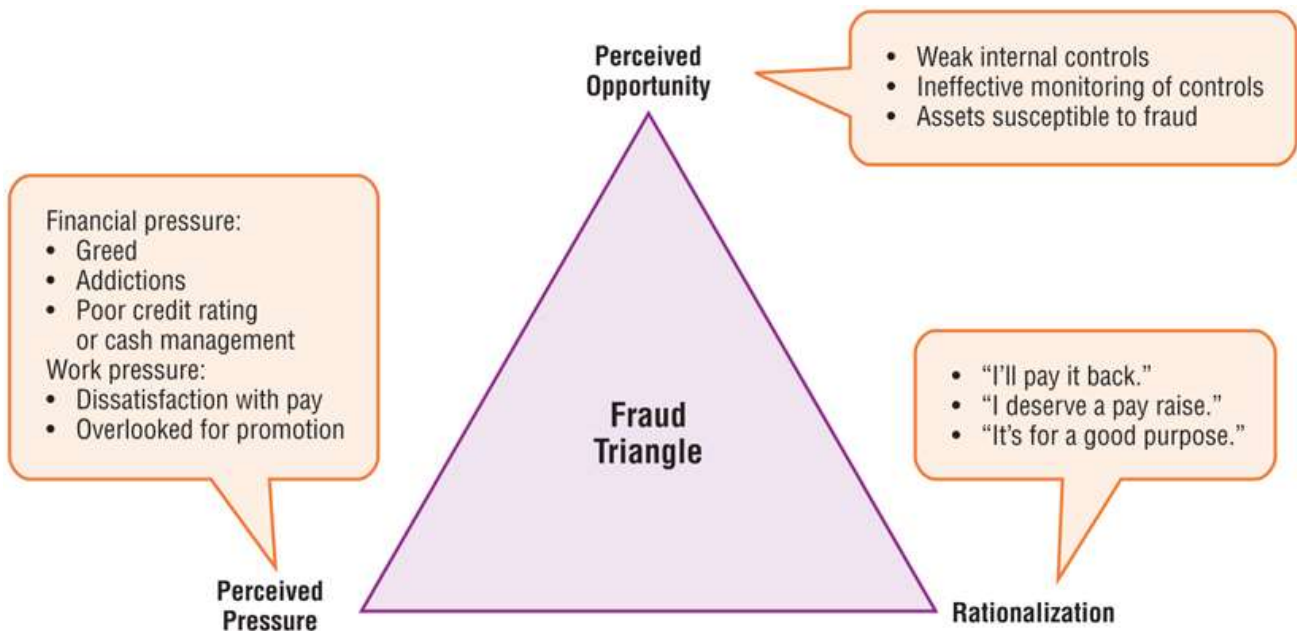 Perceived
Opportunity
• Weak internal controls
• Ineffective monitoring of controls
• Assets susceptible to fraud
Financial pressure:
• Greed
• Addictions
• Poor credit rating
or cash management
Work pressure:
• Dissatisfaction with pay
• Overlooked for promotion
Fraud
Triangle
• “I’ll pay it back.”
• “I deserve a pay raise.”
• “It’s for a good purpose.”
Perceived
Pressure
Rationalization